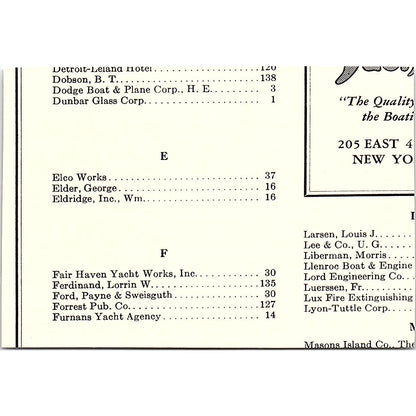 Detroit-Leland Hotel 120
Dobson, B. T. 138
Dodge Boat & Plane Corp., H. E. 3
Dunbar Glass Corp. 1
E
Elco Works 37
Elder, George 16
Eldridge, Inc., Wm. 16
F
Fair Haven Yacht Works, Inc. 30
Ferdinand, Lorrin W. 135
Ford, Payne & Sweisguth 30
Forrest Pub. Co. 127
Furnans Yacht Agency 14
"The Quality
the Boati
205 EAST 4
NEW YO
Larsen, Louis J.
Lee & Co., U. G.
Liberman, Morris
Llenroe Boat & Engine
Lord Engineering Co.
Luerssen, Fr.
Lux Fire Extinguishing
Lyon-Tuttle Corp.
M
Masons Island Co., The